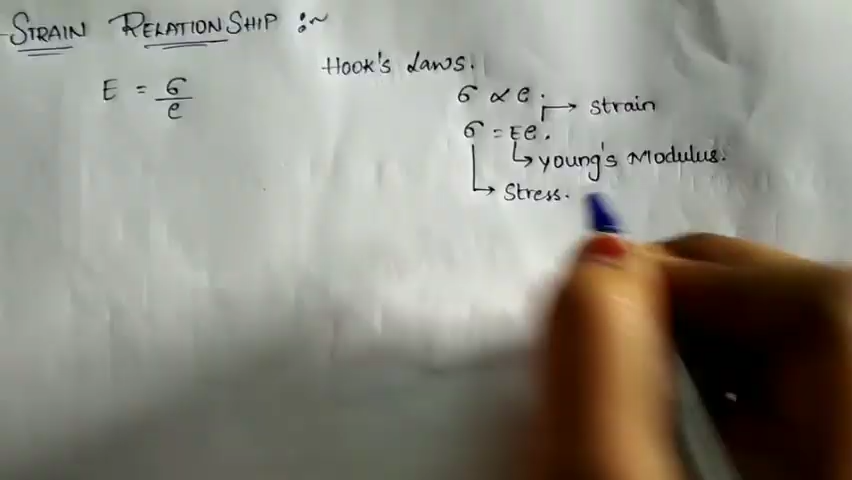 STRAIN RELATIONSHIP :~
Hook's Laws.
E = σ/e
σ ∝ e.
→ strain
σ = Ee.
→ young's Modulus.
→ Stress.